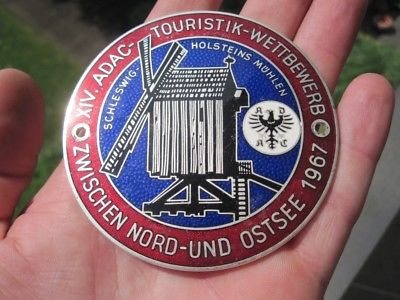 XIV. ADAC-TOURISTIK-WETTBEWERB
ZWISCHEN NORD-UND OSTSEE 1967
SCHLESWIG-HOLSTEINS MÜHLEN
ADAC